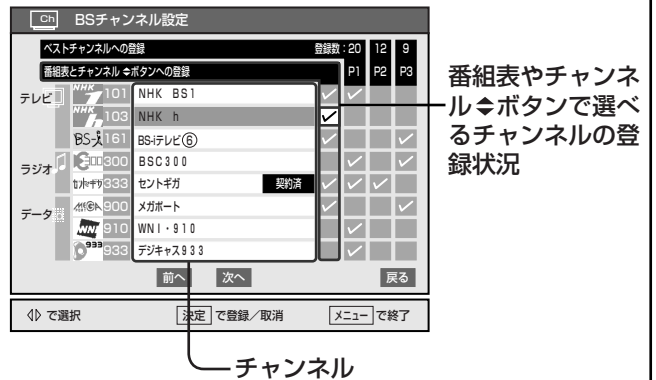 Ch BSチャンネル設定
ベストチャンネルへの登録 登録数:20 12 9
番組表とチャンネル◆ボタンへの登録 P1 P2 P3
テレビ NHK 7 101 NHK BS1
NHK h 103 NHK h
BS-i 161 BS-iテレビ⑥
ラジオ 300 BSC300
セントギガ 333 セントギガ 契約済
データ 900 メガポート
WNI 910 WNI・910
933 933 デジキャス933
前へ 次へ 戻る
で選択 決定 で登録/取消 メニュー で終了
番組表やチャンネ
ル◆ボタンで選べ
るチャンネルの登
録状況
チャンネル